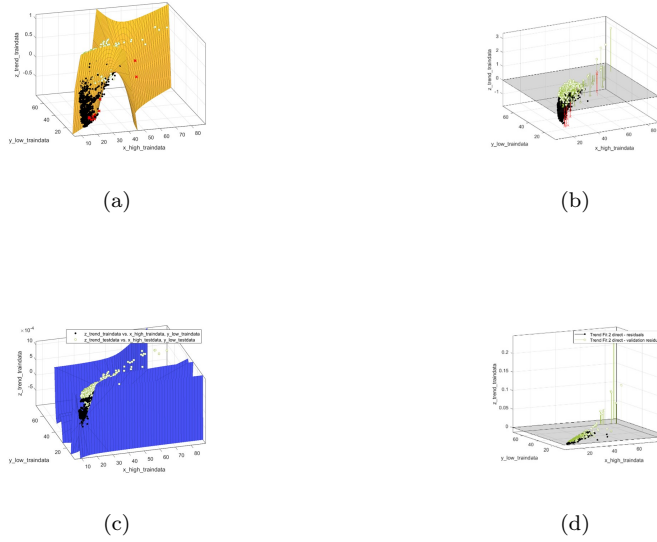 1
0.5
0
-0.5
z_trend_traindata
60
40
20
y_low_traindata
10 20 30 40 50 60 70 80
x_high_traindata
(a)
3
2
1
0
-1
z_trend_traindata
60
40
20
y_low_traindata
20 40 60 80
x_high_traindata
(b)
z_trend_traindata vs. x_high_traindata, y_low_traindata
z_trend_testdata vs. x_high_testdata, y_low_testdata
10
5
0
-5
z_trend_traindata
60
40
20
y_low_traindata
10 20 30 40 50 60 70 80
x_high_traindata
(c)
Trend Fit 2 direct - residuals
Trend Fit 2 direct - validation residu
0.2
0.15
0.1
0.05
0
z_trend_traindata
60
40
20
y_low_traindata
20 40 60 80
x_high_traindata
(d)